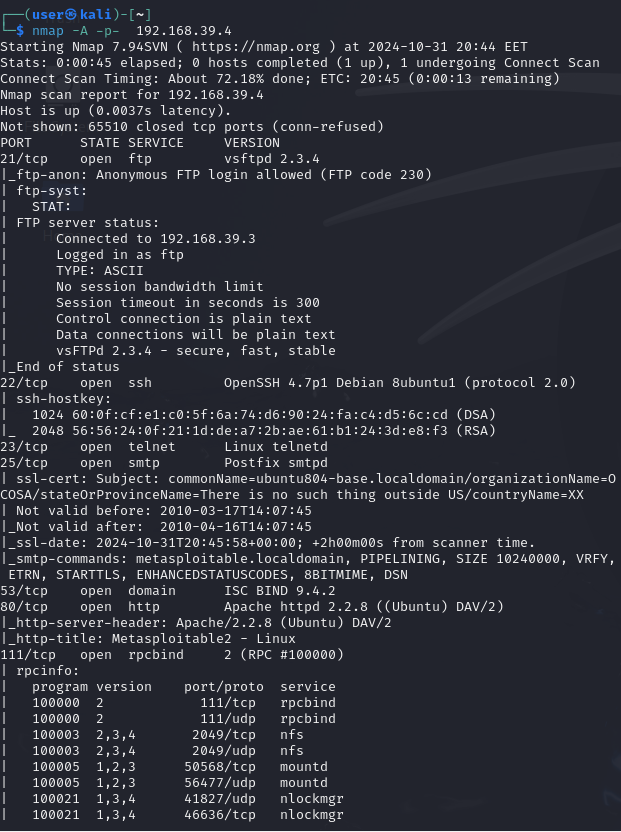 ┌──(user㉿kali)-[~]
└─$ nmap -A -p-  192.168.39.4
Starting Nmap 7.94SVN ( https://nmap.org ) at 2024-10-31 20:44 EET
Stats: 0:00:45 elapsed; 0 hosts completed (1 up), 1 undergoing Connect Scan
Connect Scan Timing: About 72.18% done; ETC: 20:45 (0:00:13 remaining)
Nmap scan report for 192.168.39.4
Host is up (0.0037s latency).
Not shown: 65510 closed tcp ports (conn-refused)
PORT      STATE SERVICE     VERSION
21/tcp    open  ftp         vsftpd 2.3.4
|_ftp-anon: Anonymous FTP login allowed (FTP code 230)
| ftp-syst:
|   STAT:
| FTP server status:
|      Connected to 192.168.39.3
|      Logged in as ftp
|      TYPE: ASCII
|      No session bandwidth limit
|      Session timeout in seconds is 300
|      Control connection is plain text
|      Data connections will be plain text
|      vsFTPd 2.3.4 - secure, fast, stable
|_End of status
22/tcp    open  ssh         OpenSSH 4.7p1 Debian 8ubuntu1 (protocol 2.0)
| ssh-hostkey:
|   1024 60:0f:cf:e1:c0:5f:6a:74:d6:90:24:fa:c4:d5:6c:cd (DSA)
|_  2048 56:56:24:0f:21:1d:de:a7:2b:ae:61:b1:24:3d:e8:f3 (RSA)
23/tcp    open  telnet      Linux telnetd
25/tcp    open  smtp        Postfix smtpd
| ssl-cert: Subject: commonName=ubuntu804-base.localdomain/organizationName=O
COSA/stateOrProvinceName=There is no such thing outside US/countryName=XX
| Not valid before: 2010-03-17T14:07:45
|_Not valid after:  2010-04-16T14:07:45
|_ssl-date: 2024-10-31T20:45:58+00:00; +2h00m00s from scanner time.
|_smtp-commands: metasploitable.localdomain, PIPELINING, SIZE 10240000, VRFY,
 ETRN, STARTTLS, ENHANCEDSTATUSCODES, 8BITMIME, DSN
53/tcp    open  domain      ISC BIND 9.4.2
80/tcp    open  http        Apache httpd 2.2.8 ((Ubuntu) DAV/2)
|_http-server-header: Apache/2.2.8 (Ubuntu) DAV/2
|_http-title: Metasploitable2 - Linux
111/tcp   open  rpcbind     2 (RPC #100000)
| rpcinfo:
|   program version    port/proto  service
|   100000  2            111/tcp   rpcbind
|   100000  2            111/udp   rpcbind
|   100003  2,3,4       2049/tcp   nfs
|   100003  2,3,4       2049/udp   nfs
|   100005  1,2,3      50568/tcp   mountd
|   100005  1,2,3      56477/udp   mountd
|   100021  1,3,4      41827/udp   nlockmgr
|   100021  1,3,4      46636/tcp   nlockmgr